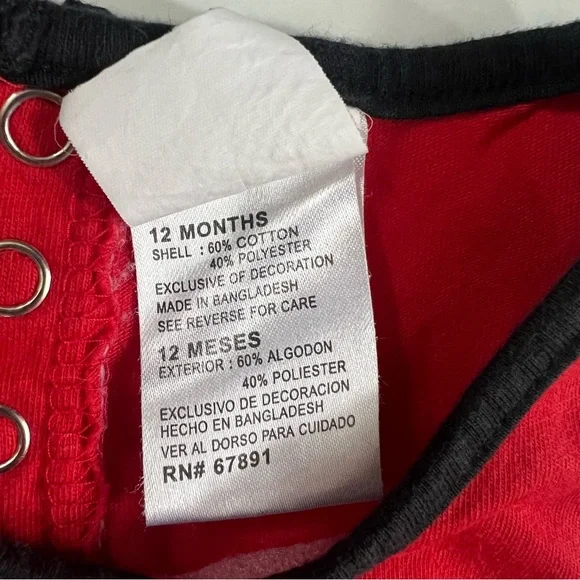 12 MONTHS
SHELL : 60% COTTON
40% POLYESTER
EXCLUSIVE OF DECORATION
MADE IN BANGLADESH
SEE REVERSE FOR CARE
12 MESES
EXTERIOR : 60% ALGODON
40% POLIESTER
EXCLUSIVO DE DECORACION
HECHO EN BANGLADESH
VER AL DORSO PARA CUIDADO
RN# 67891